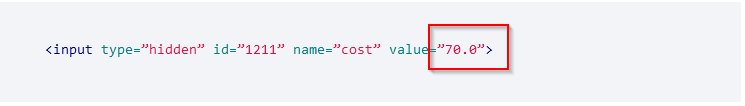 <input type=”hidden” id=”1211” name=”cost” value=”70.0”>